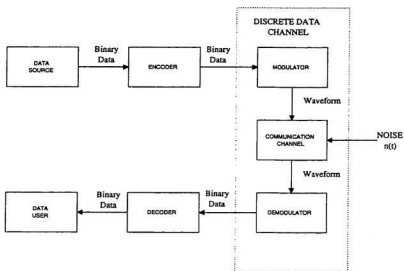 DISCRETE DATA
CHANNEL
Binary
Data
Binary
Data
DATA
SOURCE
ENCODER
MODULATOR
Waveform
COMMUNICATION
CHANNEL
NOISE
n(t)
Waveform
Binary
Data
Binary
Data
DATA
USER
DECODER
DEMODULATOR